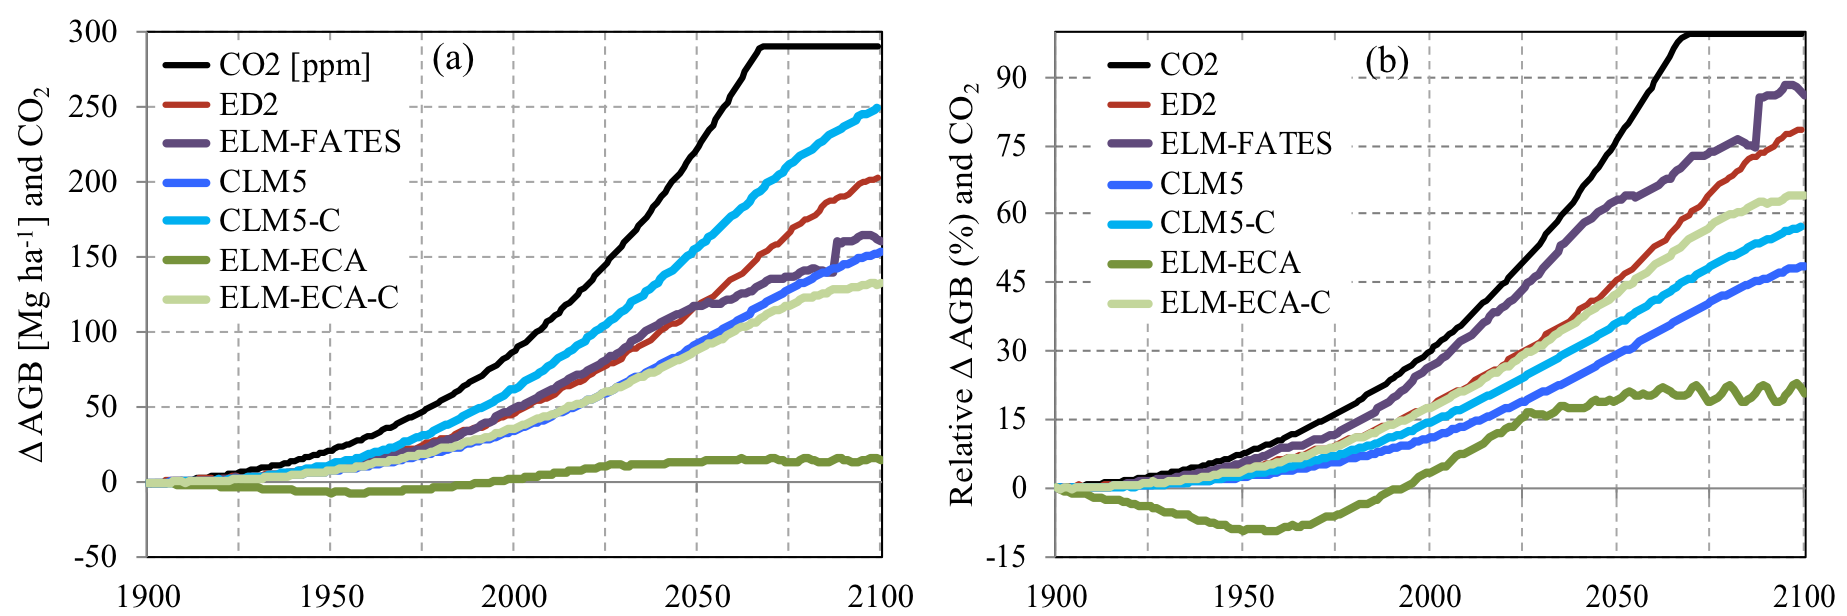 Δ AGB [Mg ha-1] and CO2
300
250
200
150
100
50
0
-50
1900
1950
2000
2050
2100
(a)
CO2 [ppm]
ED2
ELM-FATES
CLM5
CLM5-C
ELM-ECA
ELM-ECA-C
Relative Δ AGB (%) and CO2
90
75
60
45
30
15
0
-15
1900
1950
2000
2050
2100
(b)
CO2
ED2
ELM-FATES
CLM5
CLM5-C
ELM-ECA
ELM-ECA-C